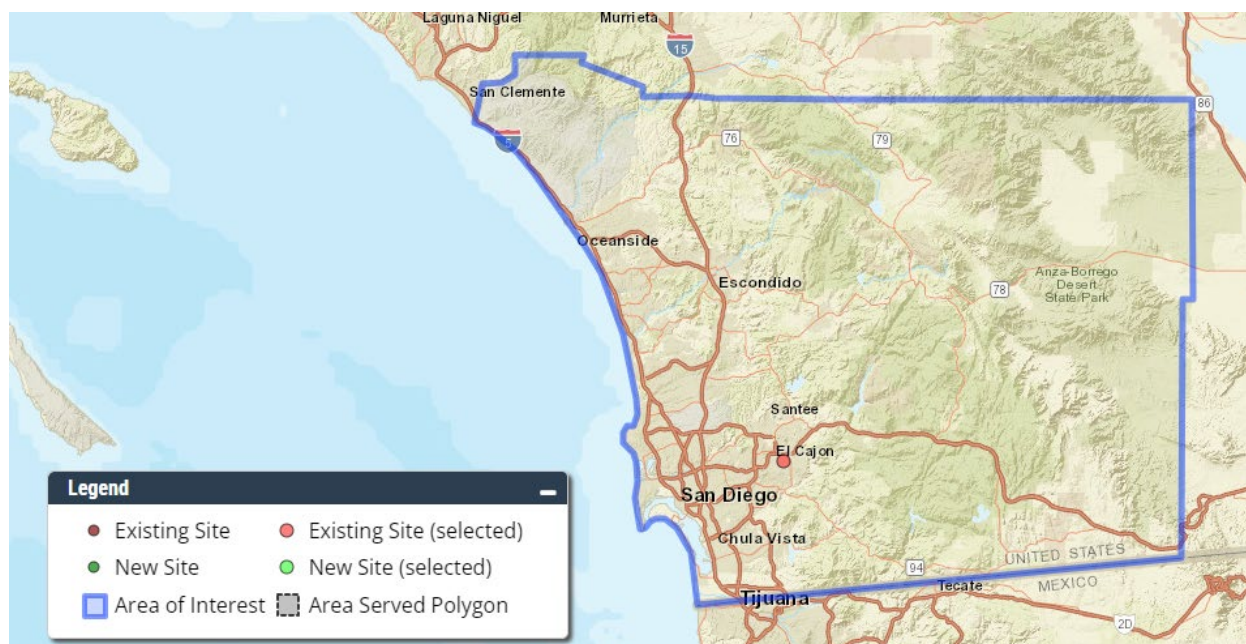 Laguna Niguel
Murrieta
15
San Clemente
86
5
76
79
Oceanside
Escondido
Anza-Borrego
Desert
State Park
78
Santee
El Cajon
San Diego
Chula Vista
UNITED STATES
MEXICO
94
Tecate
Tijuana
2D
Legend
Existing Site
Existing Site (selected)
New Site
New Site (selected)
Area of Interest
Area Served Polygon